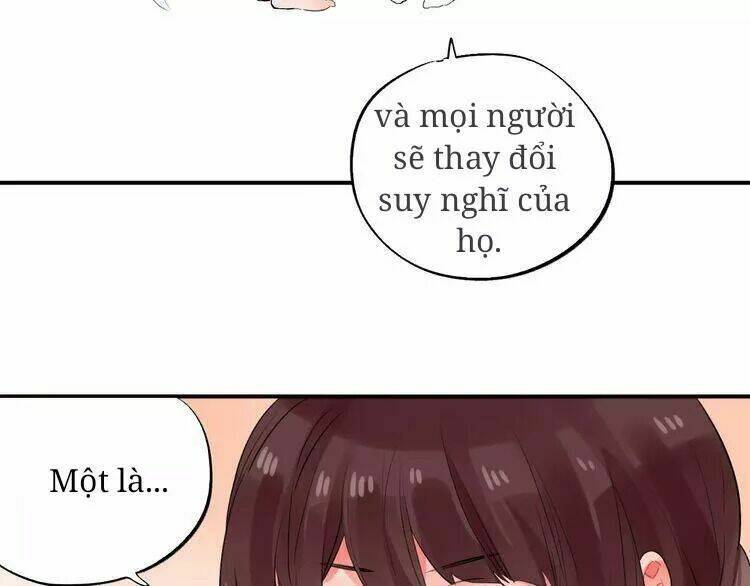 và mọi người
sẽ thay đổi
suy nghĩ của
họ.
Một là...